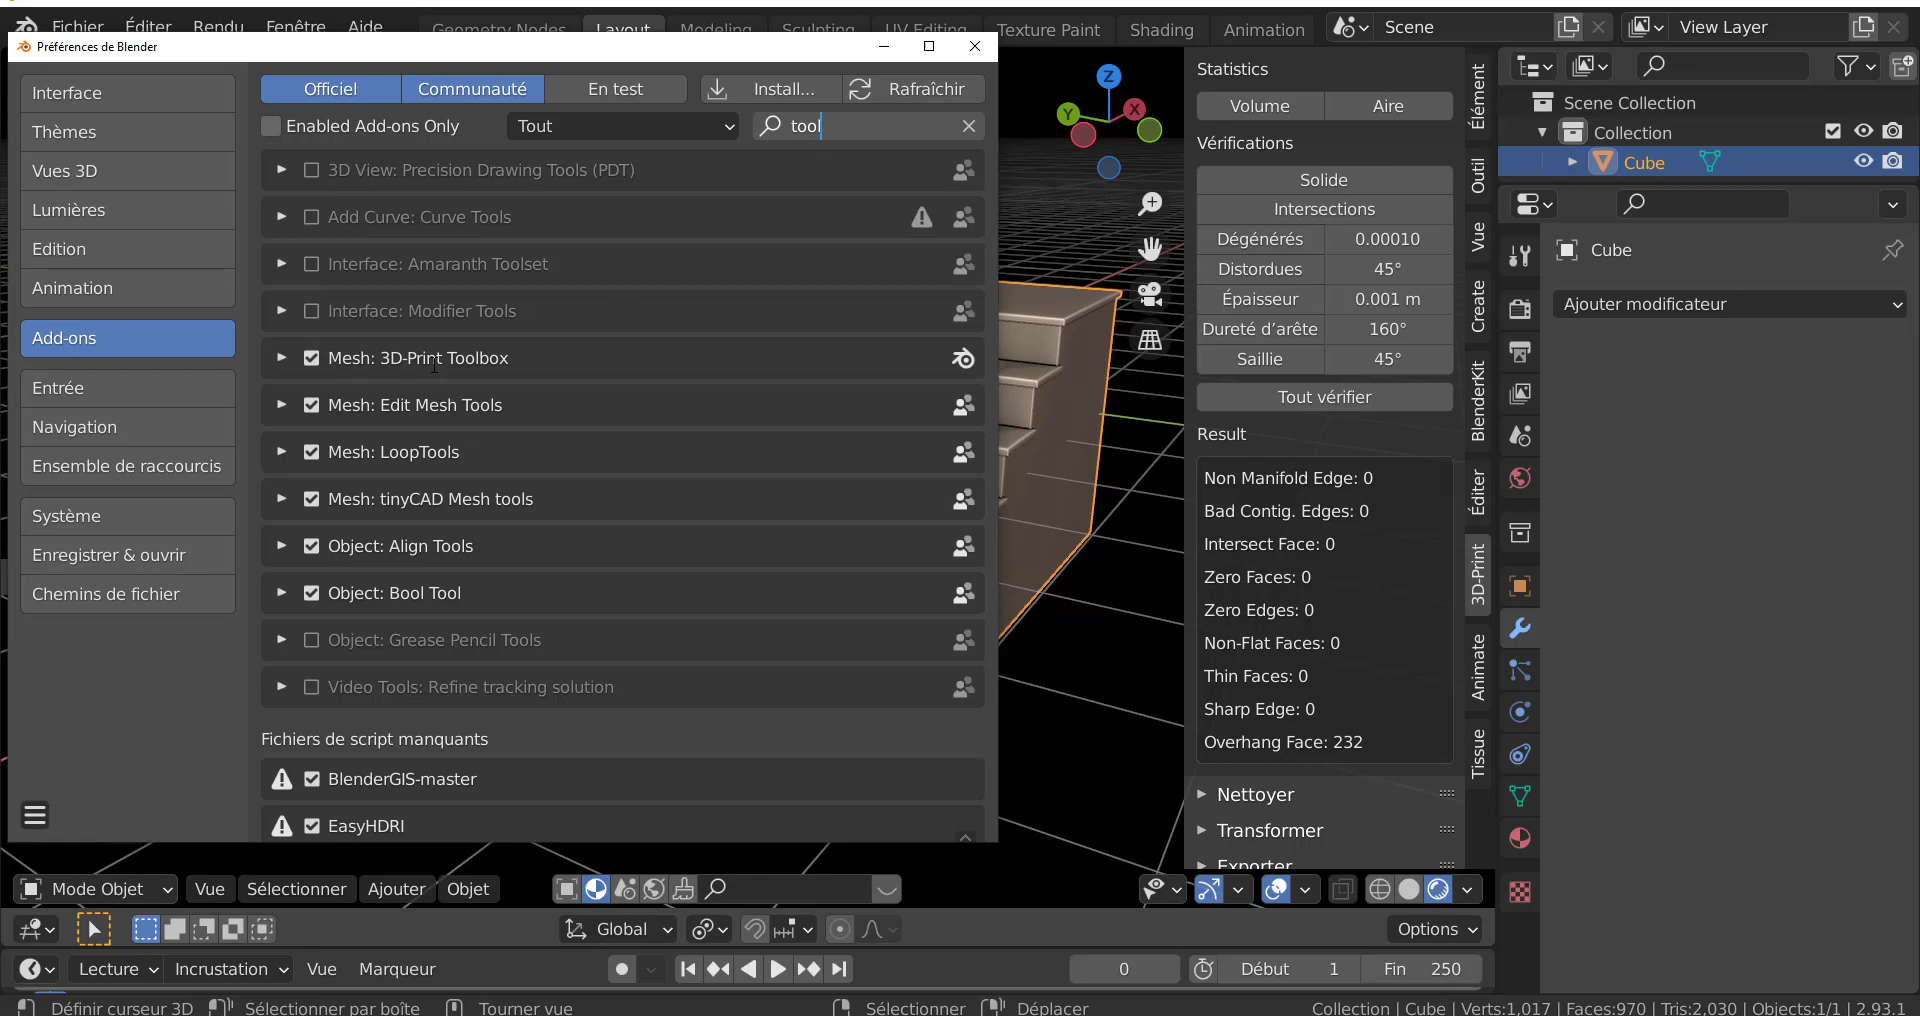 Fichier Éditer Rendu Fenêtre Aide Geometry Nodes Layout Modeling Sculpting UV Editing Texture Paint Shading Animation Scene View Layer
Préférences de Blender
Interface
Thèmes
Vues 3D
Lumières
Edition
Animation
Add-ons
Entrée
Navigation
Ensemble de raccourcis
Système
Enregistrer & ouvrir
Chemins de fichier
Officiel Communauté En test Install... Rafraîchir
Enabled Add-ons Only Tout tool
3D View: Precision Drawing Tools (PDT)
Add Curve: Curve Tools
Interface: Amaranth Toolset
Interface: Modifier Tools
Mesh: 3D-Print Toolbox
Mesh: Edit Mesh Tools
Mesh: LoopTools
Mesh: tinyCAD Mesh tools
Object: Align Tools
Object: Bool Tool
Object: Grease Pencil Tools
Video Tools: Refine tracking solution
Fichiers de script manquants
BlenderGIS-master
EasyHDRI
Z
Y
X
Statistics
Volume Aire
Vérifications
Solide
Intersections
Dégénérés 0.00010
Distordues 45°
Épaisseur 0.001 m
Dureté d’arête 160°
Saillie 45°
Tout vérifier
Result
Non Manifold Edge: 0
Bad Contig. Edges: 0
Intersect Face: 0
Zero Faces: 0
Zero Edges: 0
Non-Flat Faces: 0
Thin Faces: 0
Sharp Edge: 0
Overhang Face: 232
Nettoyer
Transformer
Exporter
Élément
Outil
Vue
Create
BlenderKit
Éditer
3D-Print
Animate
Tissue
Scene Collection
Collection
Cube
Cube
Ajouter modificateur
Mode Objet Vue Sélectionner Ajouter Objet
Global Options
Lecture Incrustation Vue Marqueur 0 Début 1 Fin 250
Définir curseur 3D Sélectionner par boîte Tourner vue Sélectionner Déplacer Collection | Cube | Verts:1,017 | Faces:970 | Tris:2,030 | Objects:1/1 | 2.93.1